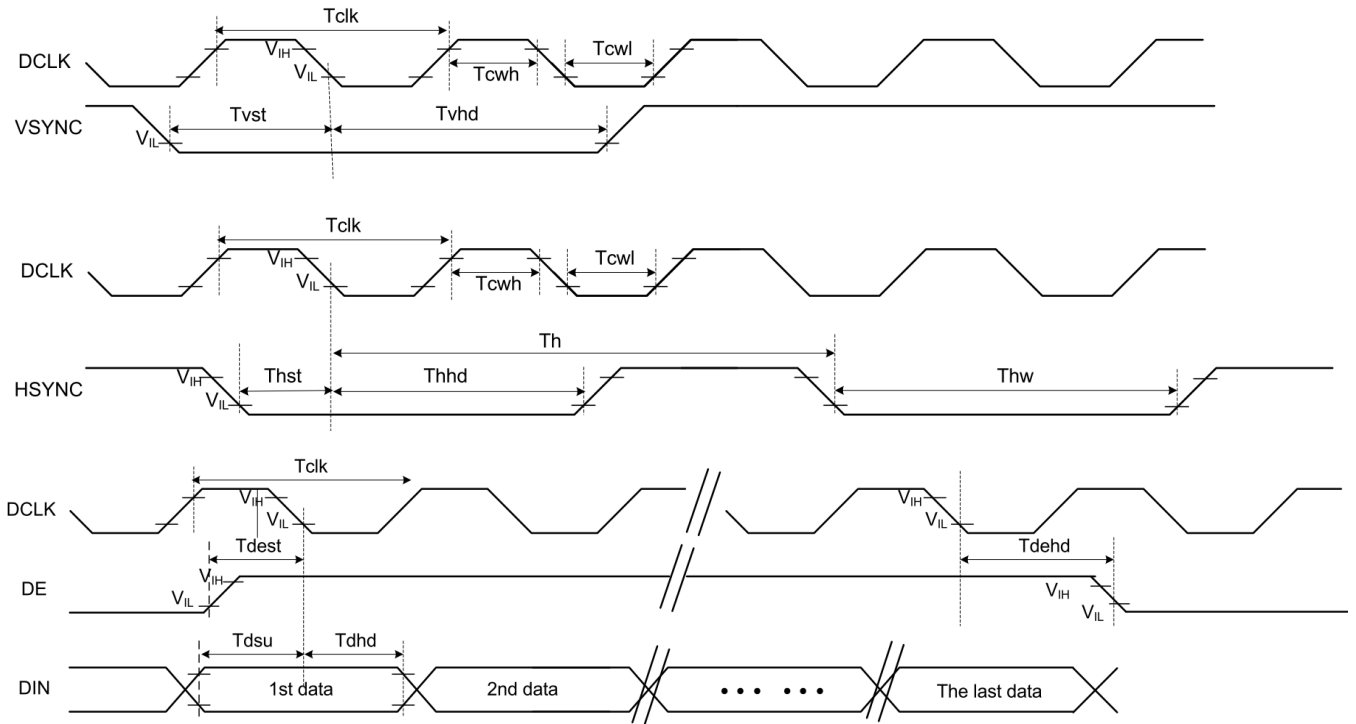 Tclk
DCLK
VIH
VIL
Tcwh
Tcwl
VSYNC
VIL
Tvst
Tvhd
Tclk
DCLK
VIH
VIL
Tcwh
Tcwl
Th
HSYNC
VIH
VIL
Thst
Thhd
Thw
Tclk
DCLK
VIH
VIL
VIH
VIL
Tdest
Tdehd
DE
VIH
VIL
VIH
VIL
Tdsu
Tdhd
DIN
1st data
2nd data
••• •••
The last data